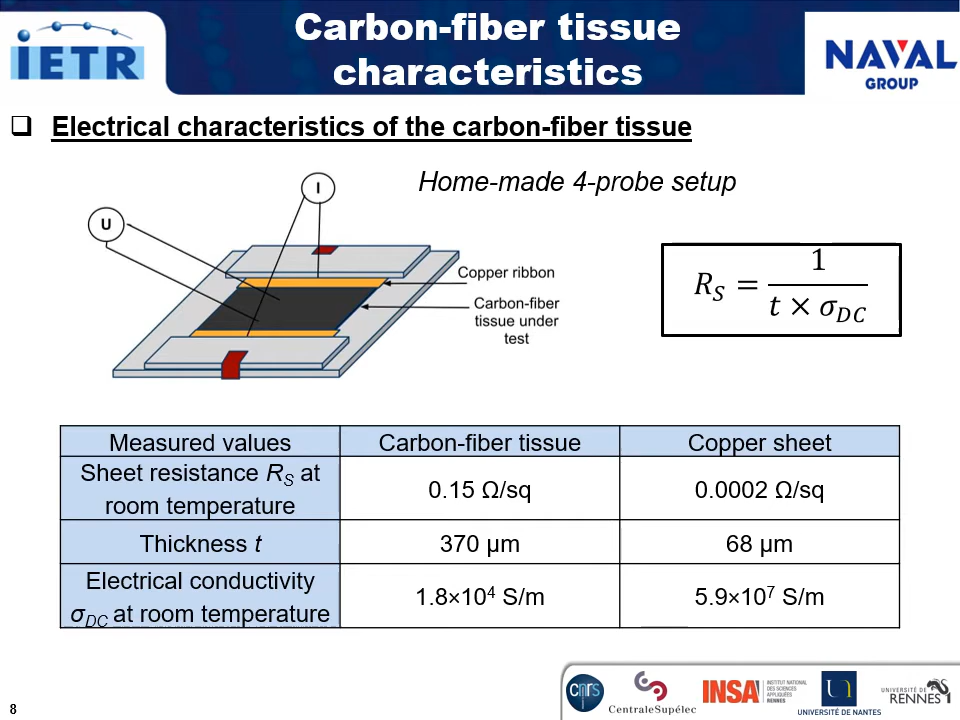 IETR
Carbon-fiber tissue
characteristics
NAVAL
GROUP
❑ Electrical characteristics of the carbon-fiber tissue
Home-made 4-probe setup
I
U
Copper ribbon
Carbon-fiber
tissue under
test
R_S = 1 / (t × σ_DC)
Measured values Carbon-fiber tissue Copper sheet
Sheet resistance R_S at
room temperature 0.15 Ω/sq 0.0002 Ω/sq
Thickness t 370 µm 68 µm
Electrical conductivity
σ_DC at room temperature 1.8×10⁴ S/m 5.9×10⁷ S/m
8
cnrs
CentraleSupélec
INSA
INSTITUT NATIONAL
DES SCIENCES
APPLIQUÉES
RENNES
UNIVERSITÉ DE NANTES
UNIVERSITÉ DE
RENNES 1